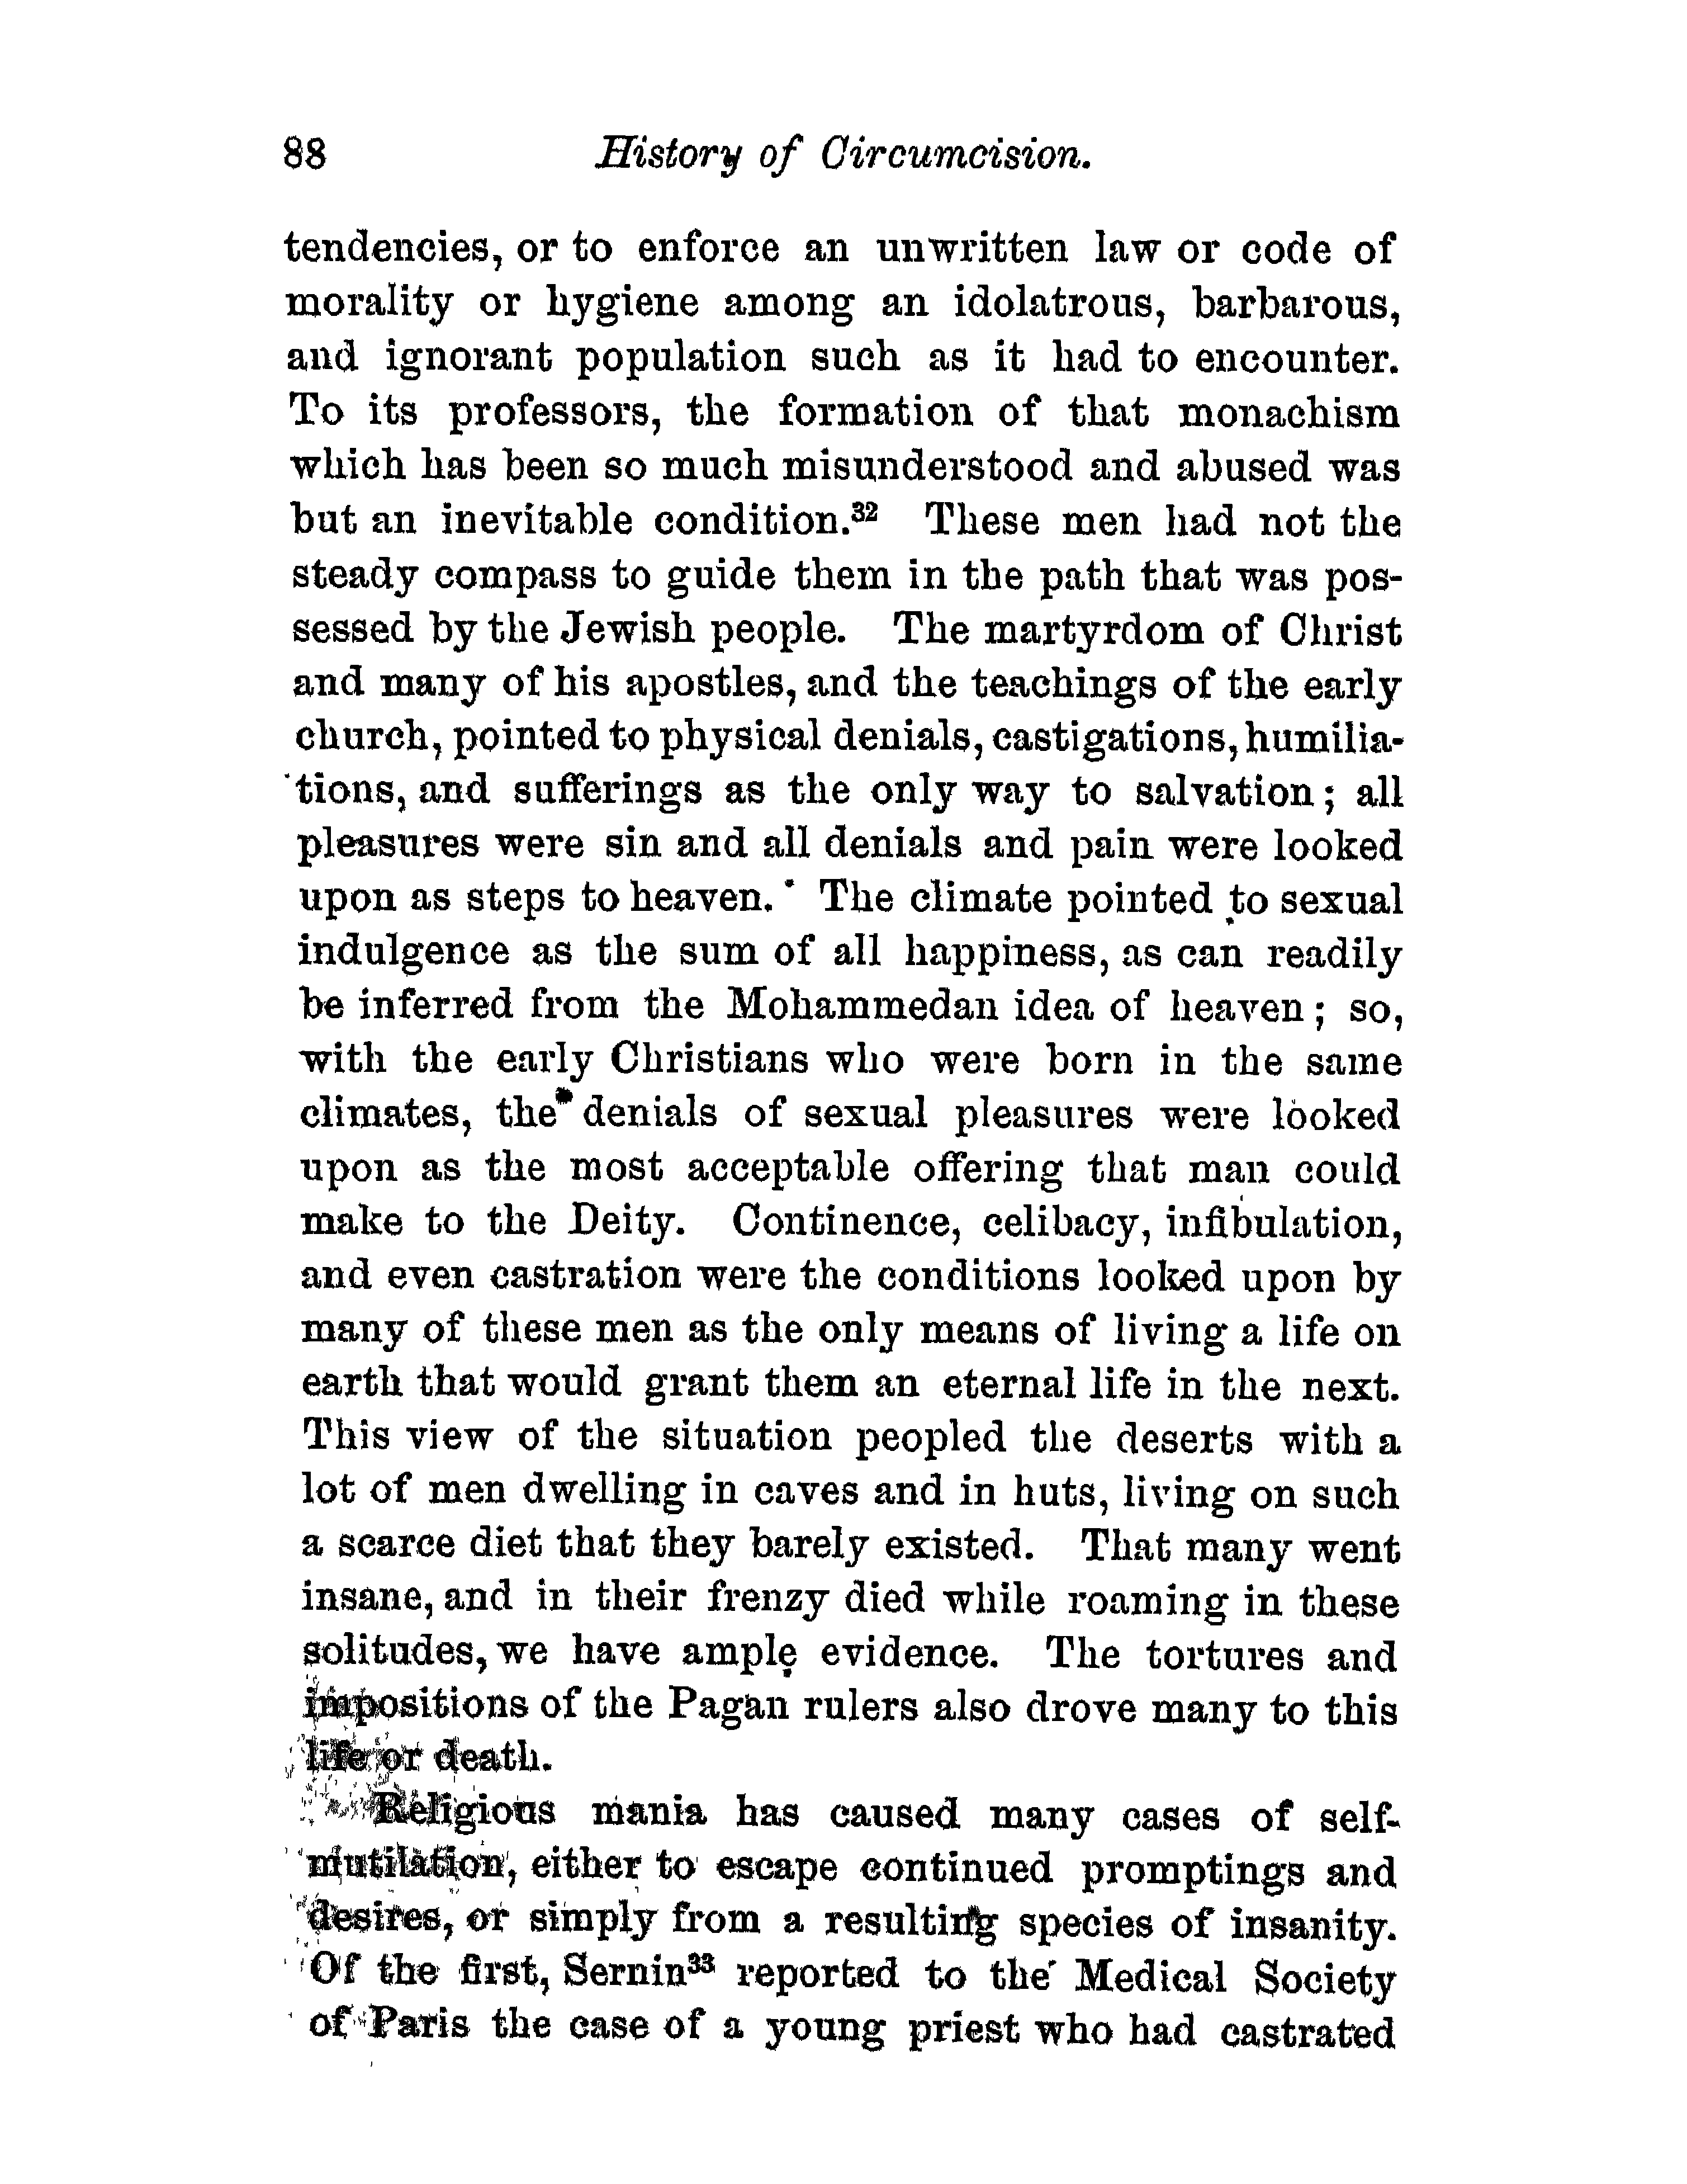 88 History of Circumcision.
tendencies, or to enforce an unwritten law or code of
morality or hygiene among an idolatrous, barbarous,
and ignorant population such as it had to encounter.
To its professors, the formation of that monachism
which has been so much misunderstood and abused was
but an inevitable condition.³² These men had not the
steady compass to guide them in the path that was pos-
sessed by the Jewish people. The martyrdom of Christ
and many of his apostles, and the teachings of the early
church, pointed to physical denials, castigations, humilia-
tions, and sufferings as the only way to salvation; all
pleasures were sin and all denials and pain were looked
upon as steps to heaven. The climate pointed to sexual
indulgence as the sum of all happiness, as can readily
be inferred from the Mohammedan idea of heaven; so,
with the early Christians who were born in the same
climates, the denials of sexual pleasures were looked
upon as the most acceptable offering that man could
make to the Deity. Continence, celibacy, infibulation,
and even castration were the conditions looked upon by
many of these men as the only means of living a life on
earth that would grant them an eternal life in the next.
This view of the situation peopled the deserts with a
lot of men dwelling in caves and in huts, living on such
a scarce diet that they barely existed. That many went
insane, and in their frenzy died while roaming in these
solitudes, we have ample evidence. The tortures and
impositions of the Pagan rulers also drove many to this
life or death.
Religious mania has caused many cases of self-
mutilation, either to escape continued promptings and
desires, or simply from a resulting species of insanity.
Of the first, Sernin³³ reported to the Medical Society
of Paris the case of a young priest who had castrated